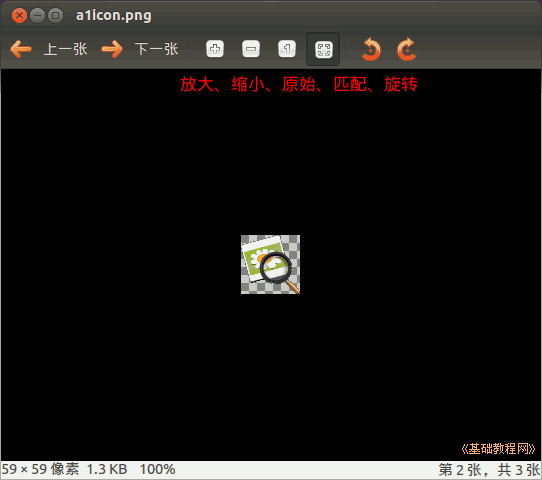 a1icon.png
上一张 下一张
放大、缩小、原始、匹配、旋转
《基础教程网》
59 × 59 像素 1.3 KB 100% 第 2 张，共 3 张